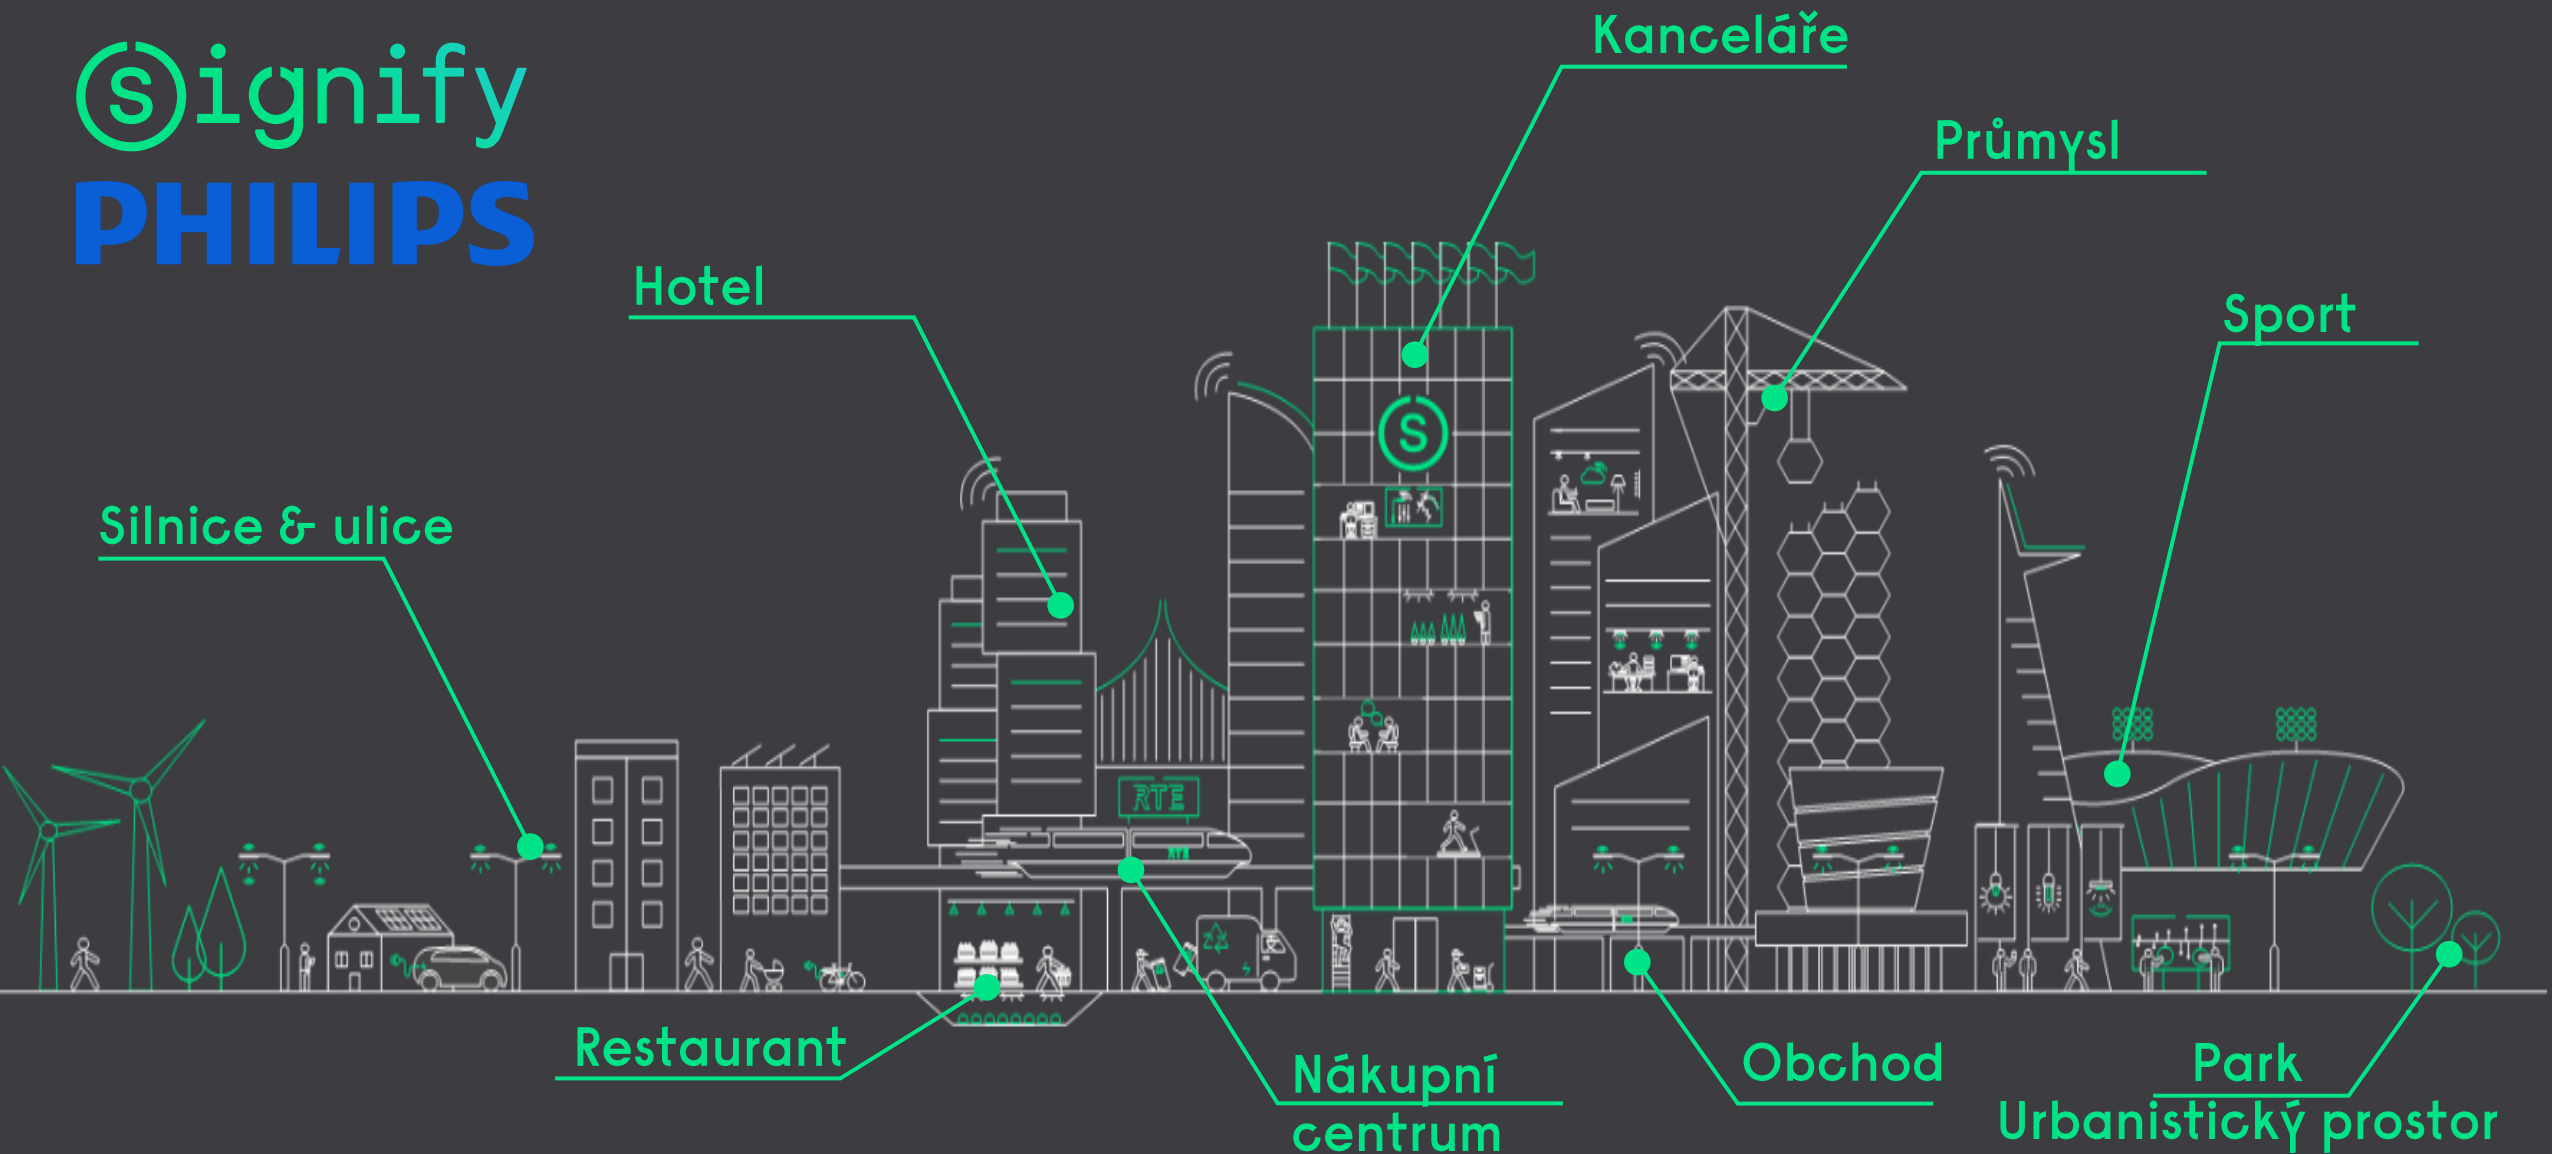 Signify
PHILIPS
Kanceláře
Průmysl
Hotel
Sport
Silnice & ulice
S
RTE
Restaurant
Nákupní
centrum
Obchod
Park
Urbanistický prostor